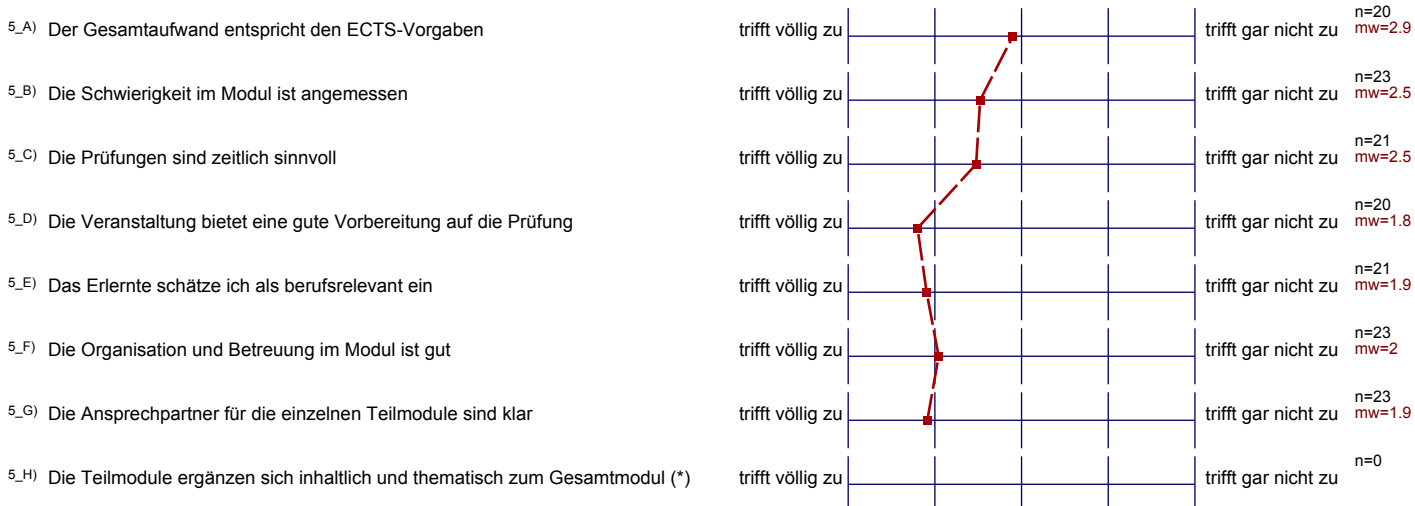 5_A) Der Gesamtaufwand entspricht den ECTS-Vorgaben trifft völlig zu trifft gar nicht zu n=20
mw=2.9
5_B) Die Schwierigkeit im Modul ist angemessen trifft völlig zu trifft gar nicht zu n=23
mw=2.5
5_C) Die Prüfungen sind zeitlich sinnvoll trifft völlig zu trifft gar nicht zu n=21
mw=2.5
5_D) Die Veranstaltung bietet eine gute Vorbereitung auf die Prüfung trifft völlig zu trifft gar nicht zu n=20
mw=1.8
5_E) Das Erlernte schätze ich als berufsrelevant ein trifft völlig zu trifft gar nicht zu n=21
mw=1.9
5_F) Die Organisation und Betreuung im Modul ist gut trifft völlig zu trifft gar nicht zu n=23
mw=2
5_G) Die Ansprechpartner für die einzelnen Teilmodule sind klar trifft völlig zu trifft gar nicht zu n=23
mw=1.9
5_H) Die Teilmodule ergänzen sich inhaltlich und thematisch zum Gesamtmodul (*) trifft völlig zu trifft gar nicht zu n=0